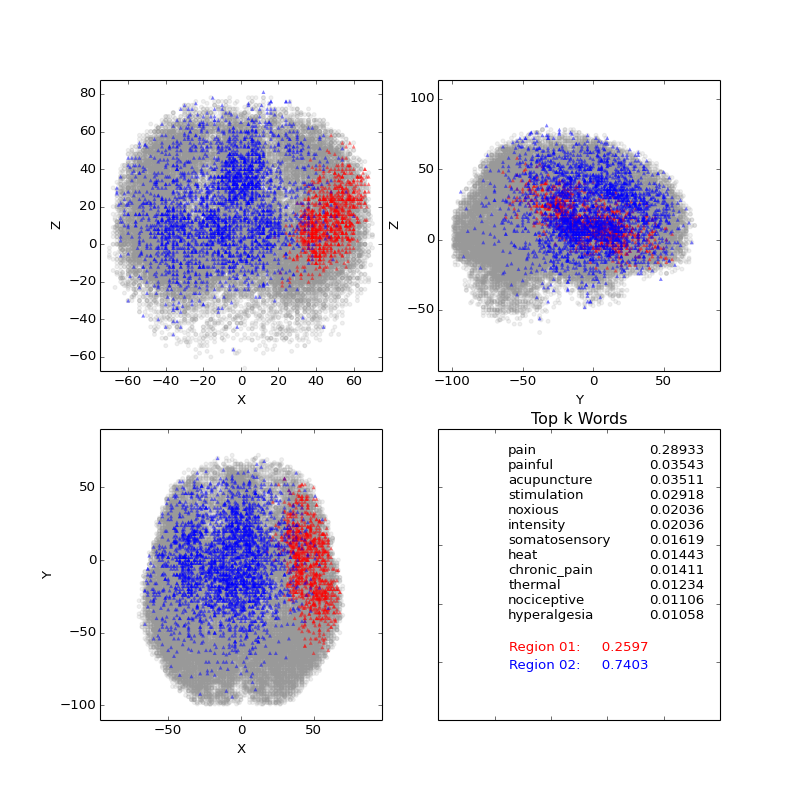 80
60
40
20
0
−20
−40
−60
Z
−60 −40 −20 0 20 40 60
X
100
50
0
−50
Z
−100 −50 0 50
Y
50
0
−50
−100
Y
−50 0 50
X
Top k Words
pain 0.28933
painful 0.03543
acupuncture 0.03511
stimulation 0.02918
noxious 0.02036
intensity 0.02036
somatosensory 0.01619
heat 0.01443
chronic_pain 0.01411
thermal 0.01234
nociceptive 0.01106
hyperalgesia 0.01058
Region 01: 0.2597
Region 02: 0.7403